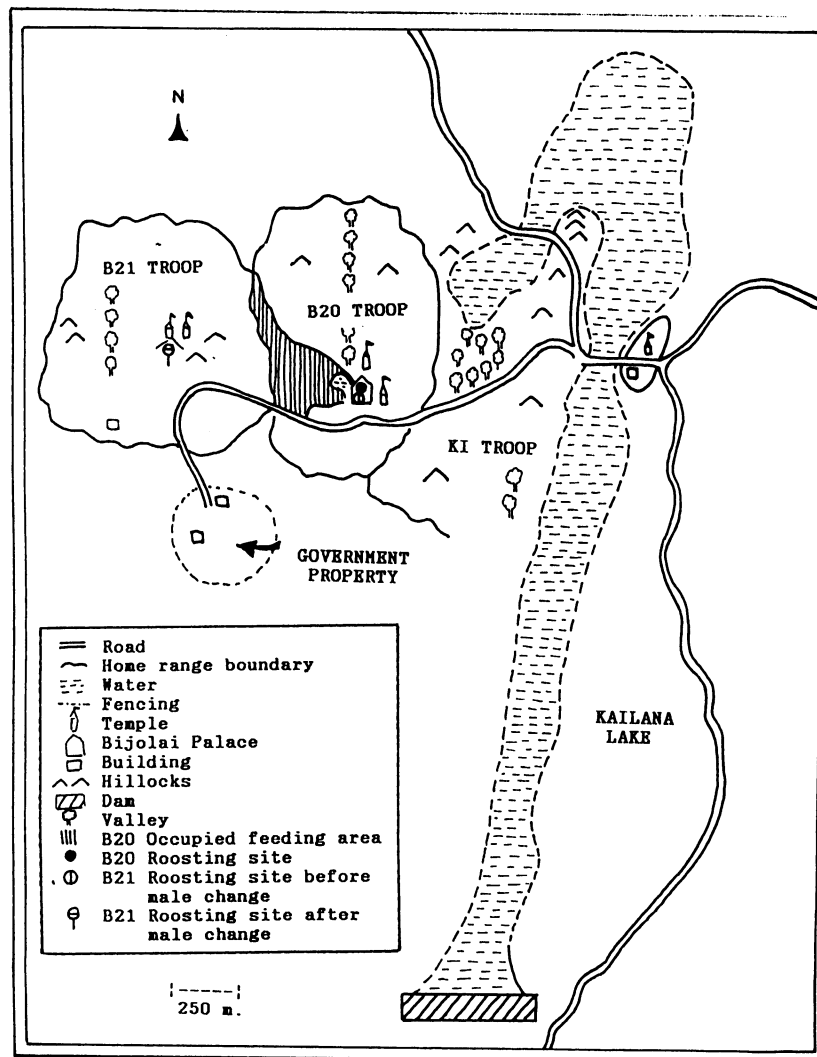 N
B21 TROOP
B20 TROOP
KI TROOP
GOVERNMENT
PROPERTY
KAILANA
LAKE
Road
Home range boundary
Water
Fencing
Temple
Bijolai Palace
Building
Hillocks
Dam
Valley
B20 Occupied feeding area
B20 Roosting site
B21 Roosting site before
male change
B21 Roosting site after
male change
250 m.